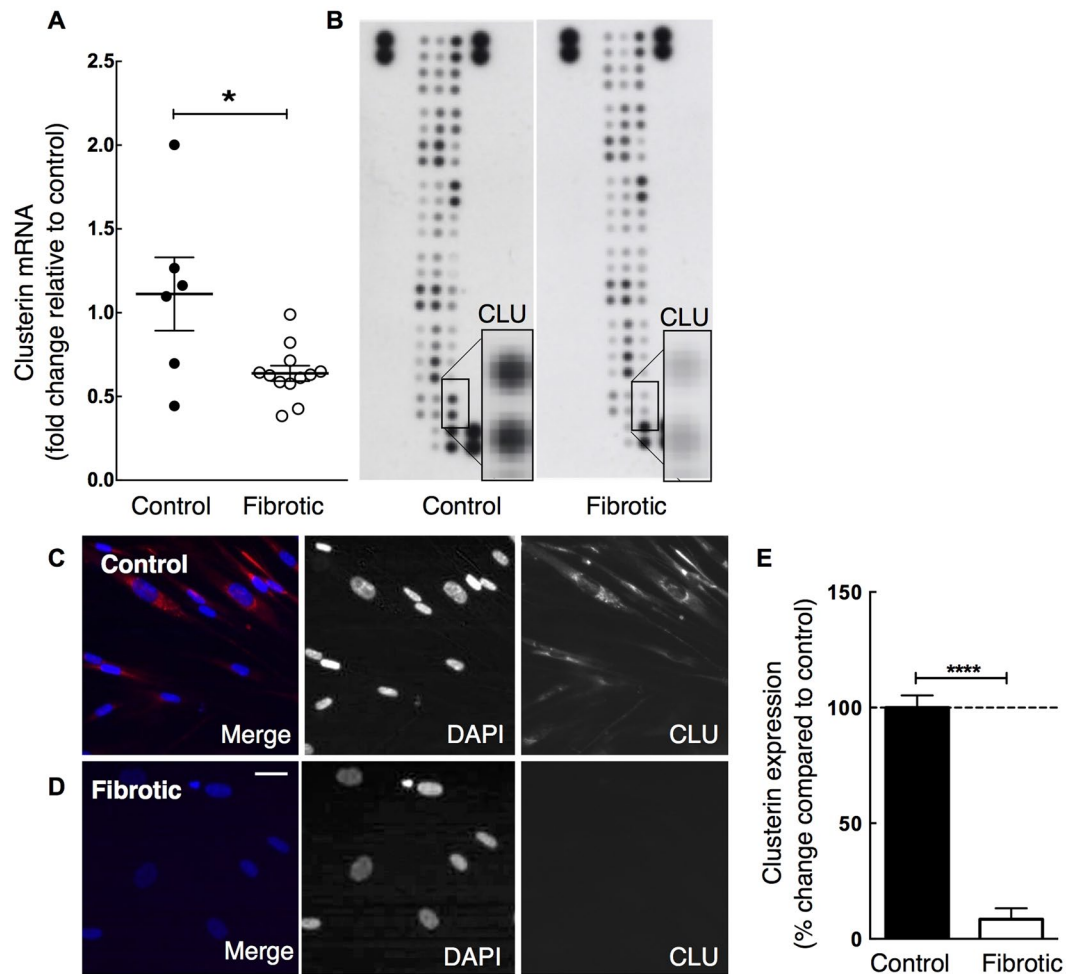 A
Clusterin mRNA
(fold change relative to control)
2.5
2.0
1.5
1.0
0.5
0.0
*
Control
Fibrotic
B
CLU
CLU
Control
Fibrotic
C
Control
Merge
DAPI
CLU
D
Fibrotic
Merge
DAPI
CLU
E
Clusterin expression
(% change compared to control)
150
100
50
0
****
Control
Fibrotic